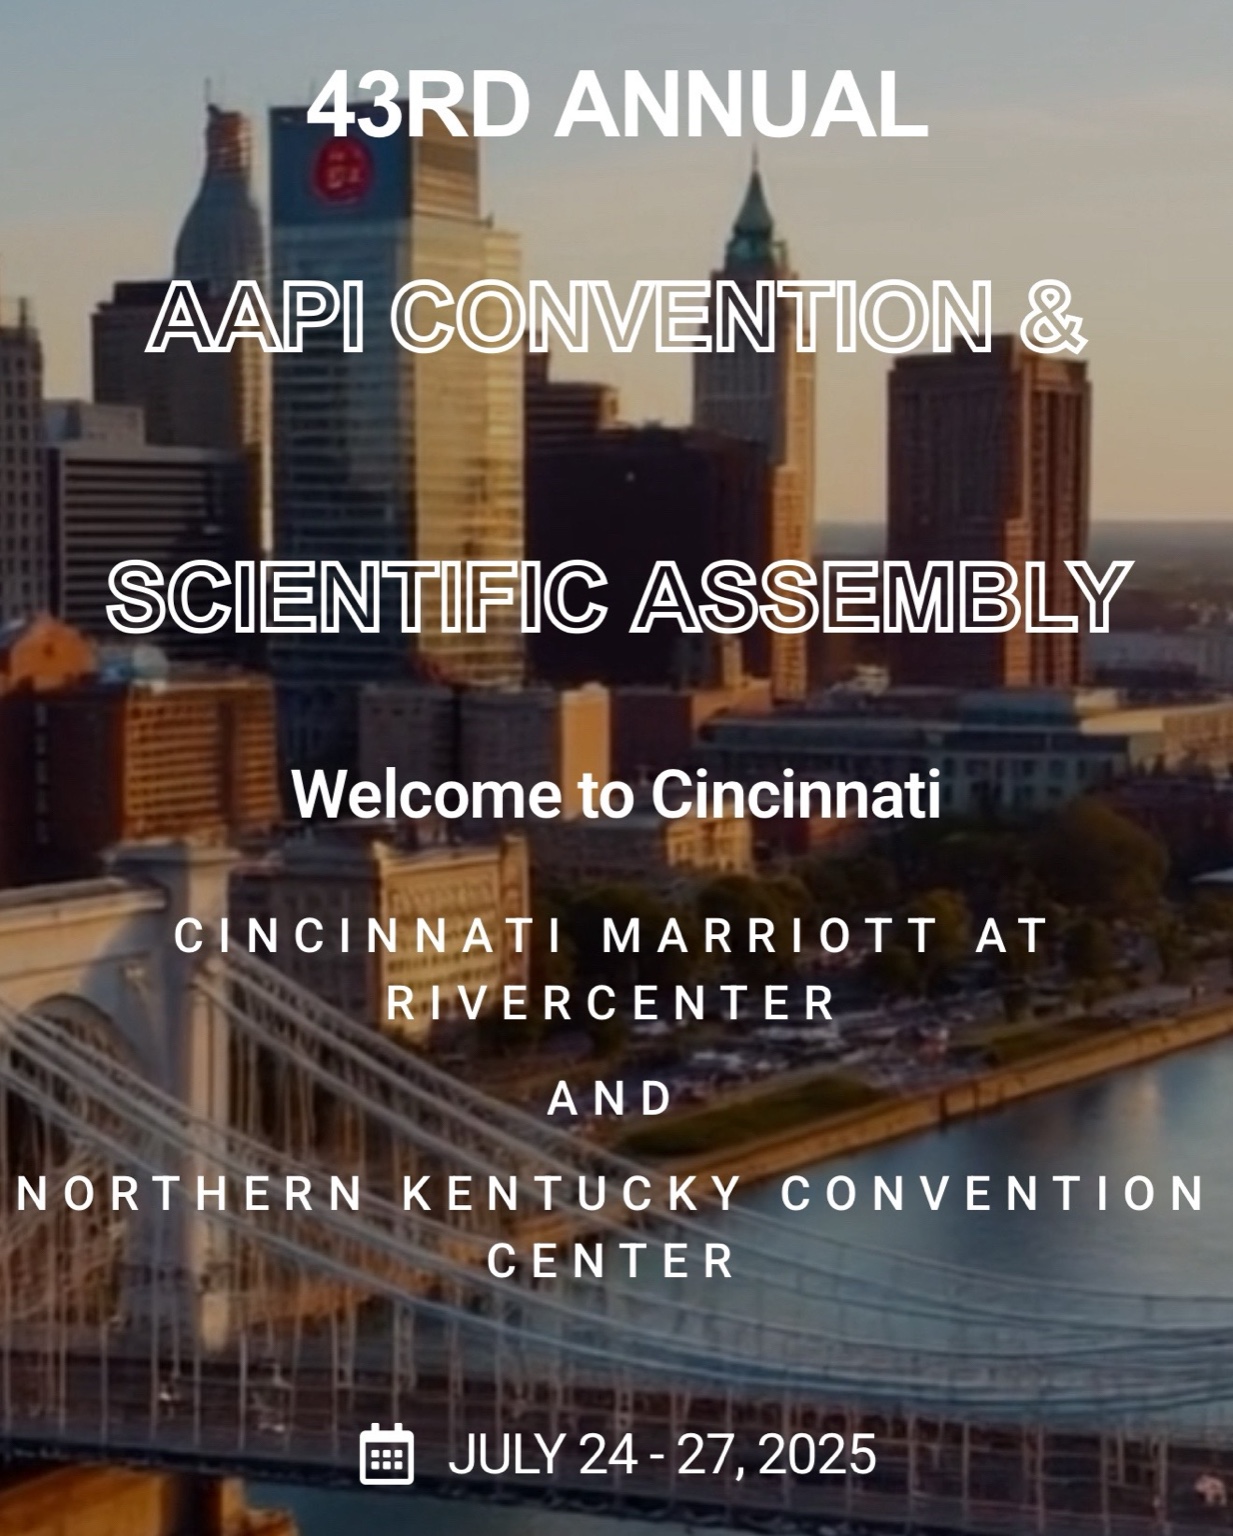 43RD ANNUAL
AAPI CONVENTION &
SCIENTIFIC ASSEMBLY
Welcome to Cincinnati
CINCINNATI MARRIOTT AT
RIVERCENTER
AND
NORTHERN KENTUCKY CONVENTION
CENTER
JULY 24 - 27, 2025